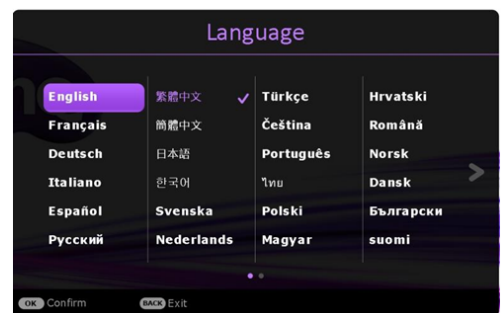 Language
English
Français
Deutsch
Italiano
Español
Русский
繁體中文
簡體中文
日本語
한국어
Svenska
Nederlands
Türkçe
Čeština
Português
ไทย
Polski
Magyar
Hrvatski
Română
Norsk
Dansk
Български
suomi
OK Confirm
BACK Exit